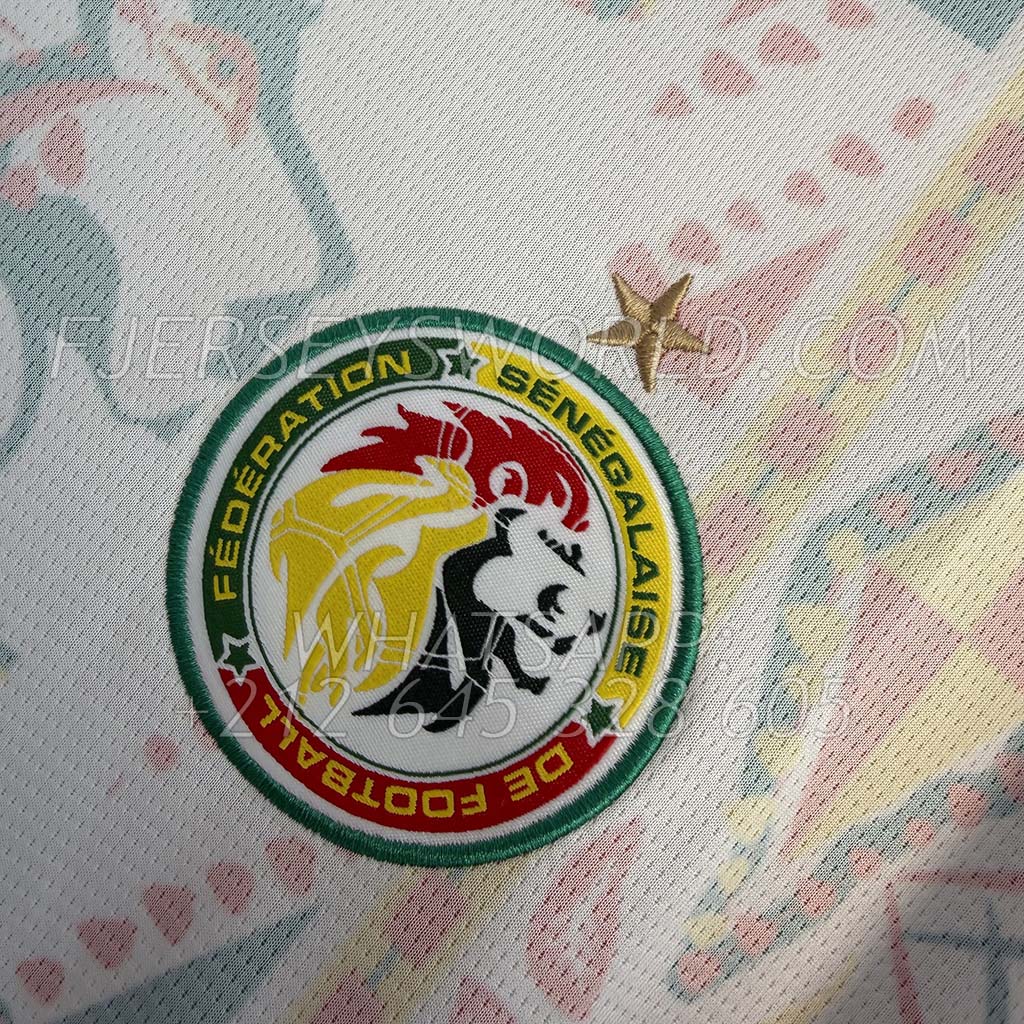 FJERSEYSWORLD.COM
FÉDÉRATION
SÉNÉGALAISE
DE FOOTBALL
WHATSAPP:
+212 645 328 605